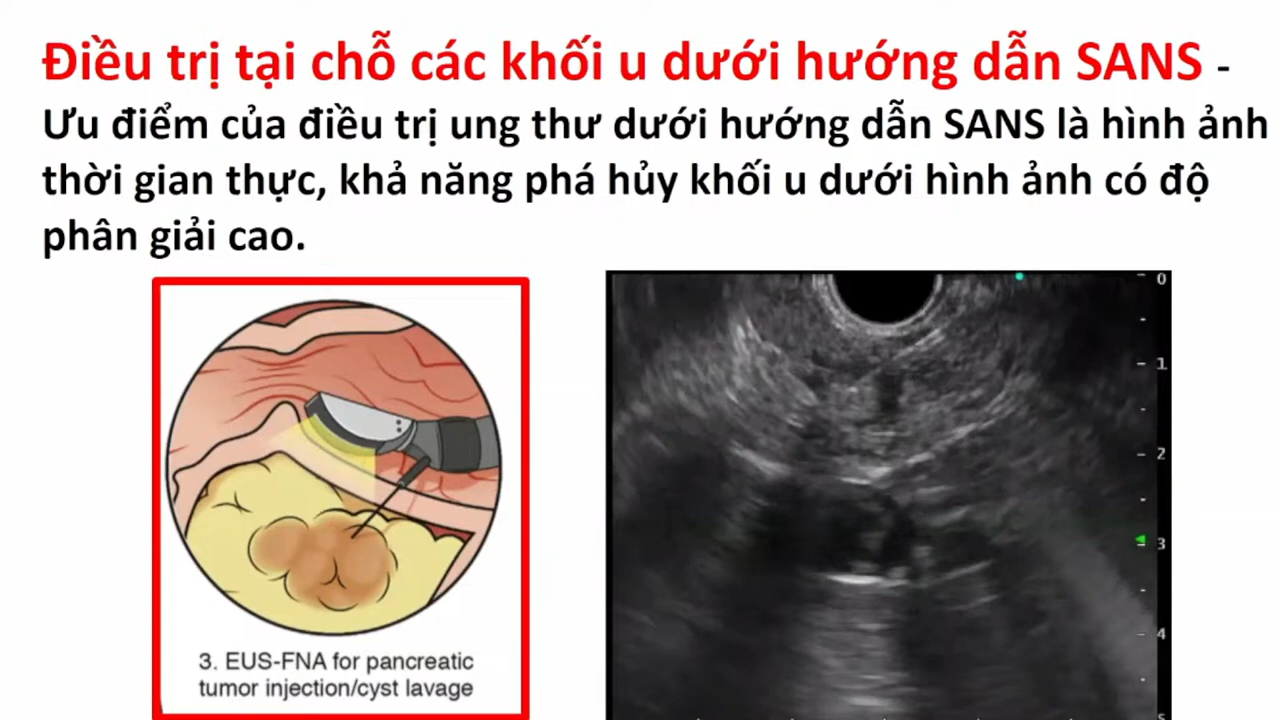 Điều trị tại chỗ các khối u dưới hướng dẫn SANS -
Ưu điểm của điều trị ung thư dưới hướng dẫn SANS là hình ảnh
thời gian thực, khả năng phá hủy khối u dưới hình ảnh có độ
phân giải cao.
3. EUS-FNA for pancreatic
tumor injection/cyst lavage
0
1
2
3
4